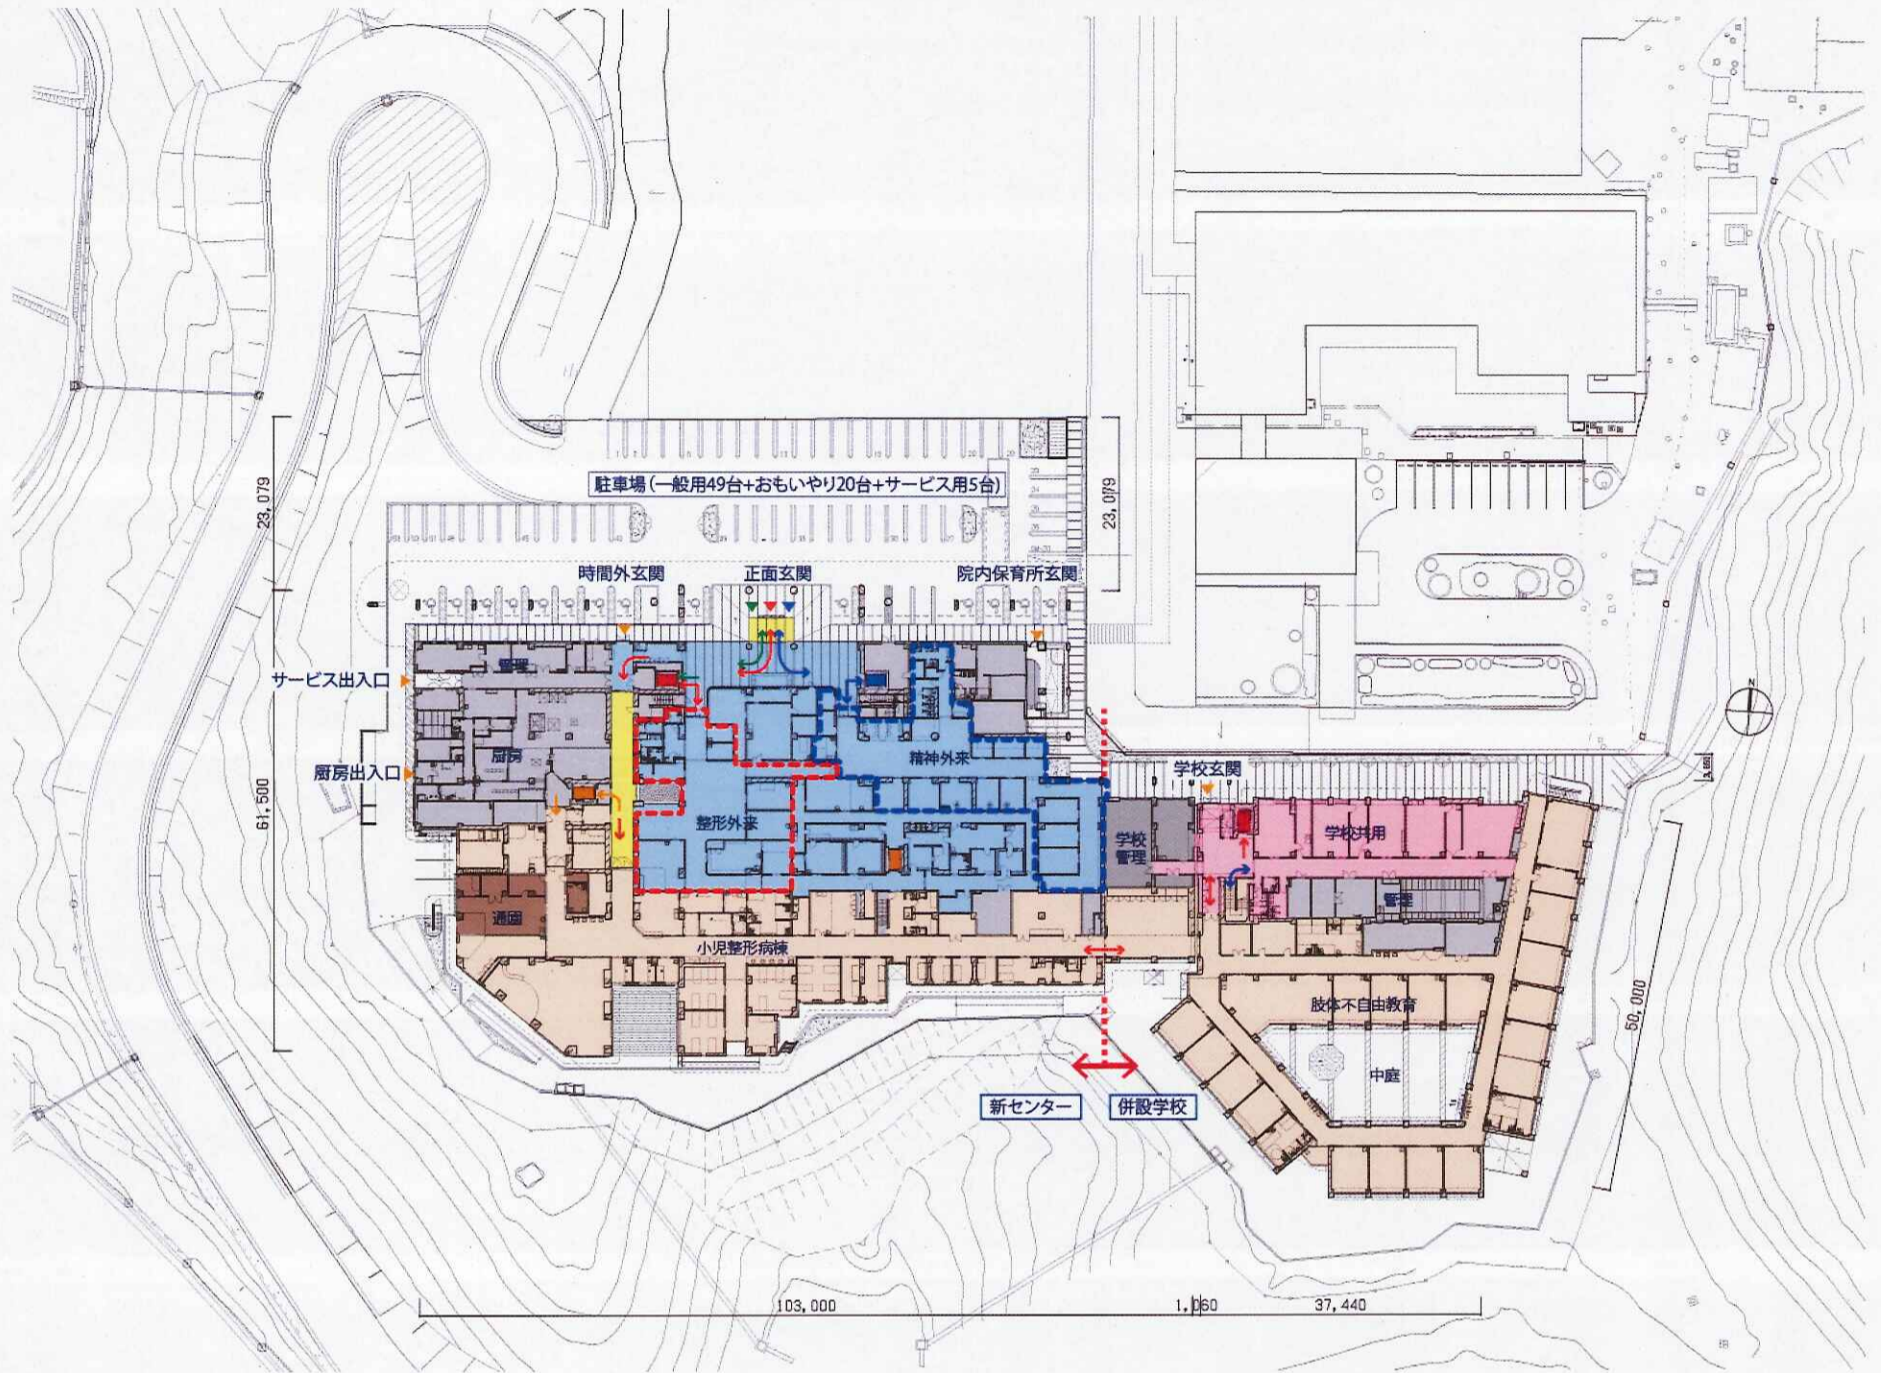 駐車場（一般用49台+おもいやり20台+サービス用5台）
23,079
23,079
時間外玄関
正面玄関
院内保育所玄関
管理
サービス出入口
N
精神外来
厨房
厨房出入口
学校玄関
61,500
整形外来
学校
管理
学校共用
通園
管理
小児整形病棟
肢体不自由教育
50,000
中庭
新センター
併設学校
103,000
1,060
37,440